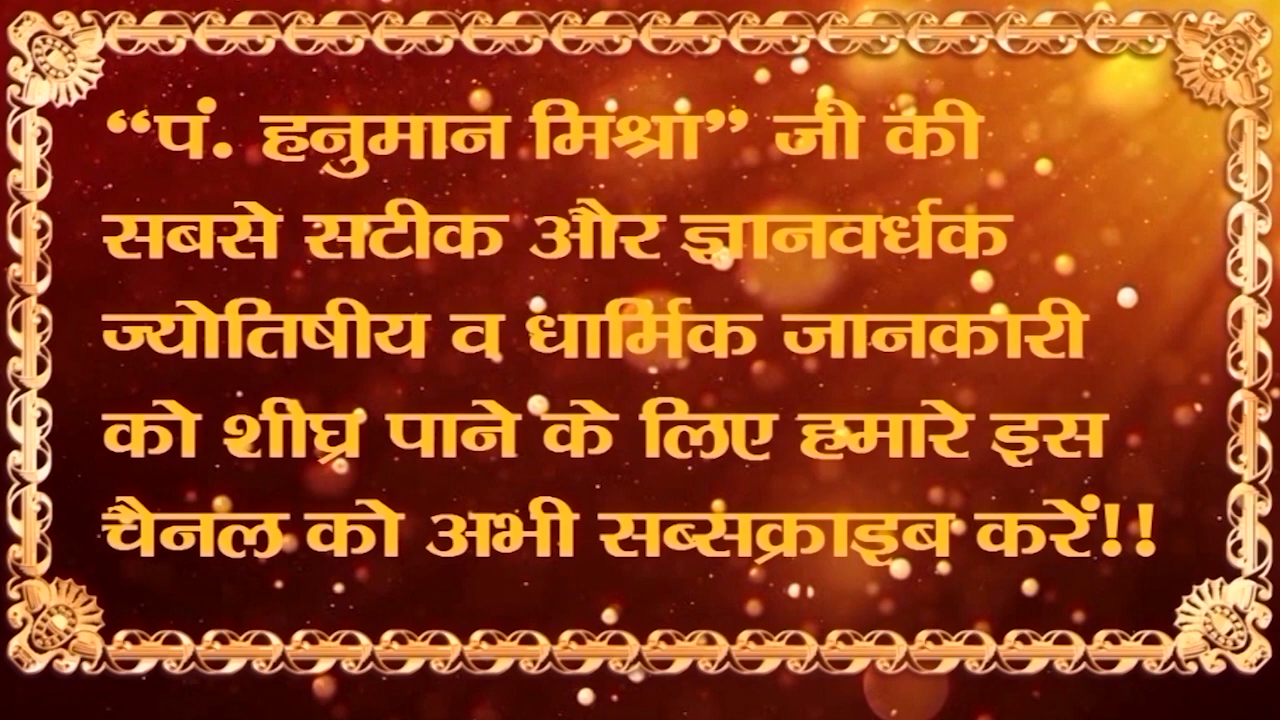 “पं. हनुमान मिश्रा” जी की
सबसे सटीक और ज्ञानवर्धक
ज्योतिषीय व धार्मिक जानकारी
को शीघ्र पाने के लिए हमारे इस
चैनल को अभी सब्सक्राइब करें!!